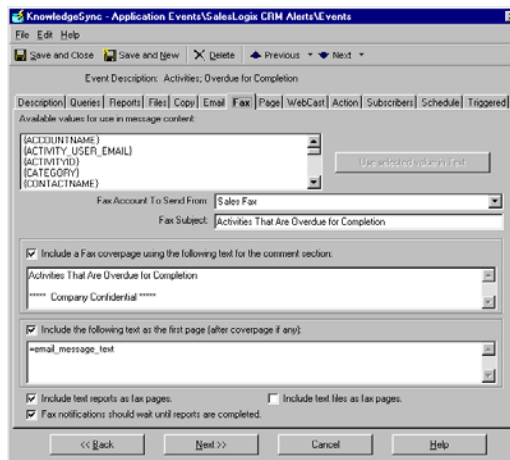 KnowledgeSync - Application Events\SalesLogix CRM Alerts\Events
File Edit Help
Save and Close Save and New Delete Previous Next
Event Description: Activities; Overdue for Completion
Description Queries Reports Files Copy Email Fax Page WebCast Action Subscribers Schedule Triggered
Available values for use in message content:
{ACCOUNTNAME}
{ACTIVITY_USER_EMAIL}
{ACTIVITYID}
{CATEGORY}
{CONTACTNAME}
Use selected value in Text
Fax Account To Send From: Sales Fax
Fax Subject: Activities That Are Overdue for Completion
Include a Fax coverpage using the following text for the comment section:
Activities That Are Overdue for Completion
***** Company Confidential *****
Include the following text as the first page (after coverpage if any):
=email_message_text
Include text reports as fax pages. Include text files as fax pages.
Fax notifications should wait until reports are completed.
<< Back Next >> Cancel Help